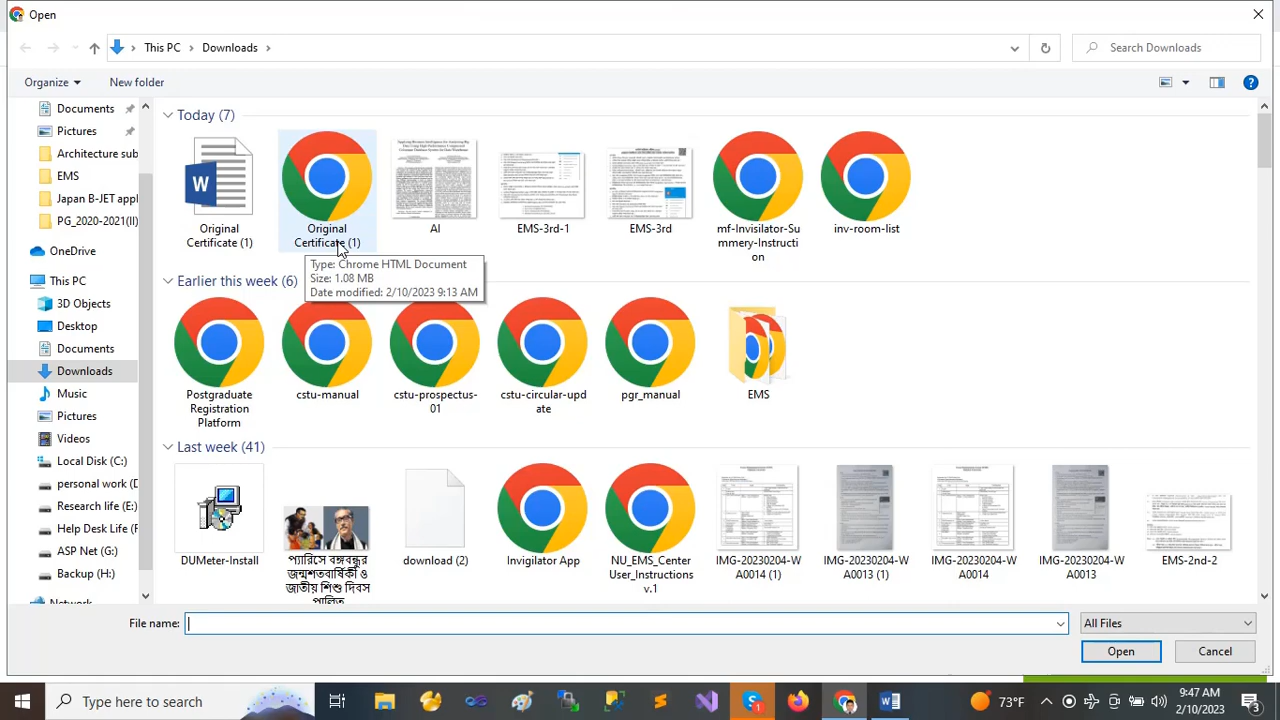 Open
This PC
Downloads
Search Downloads
Organize
New folder
Documents
Pictures
Architecture sub
EMS
Japan B-JET appl
PG_2020-2021(II)
OneDrive
This PC
3D Objects
Desktop
Documents
Downloads
Music
Pictures
Videos
Local Disk (C:)
personal work (D
Research life (E:)
Help Desk Life (F
ASP Net (G:)
Backup (H:)
Network
Today (7)
Original
Certificate (1)
Original
Certificate (1)
AI
EMS-3rd-1
EMS-3rd
mf-Invisilator-Su
mmery-Instructi
on
inv-room-list
Type: Chrome HTML Document
Size: 1.08 MB
Date modified: 2/10/2023 9:13 AM
Earlier this week (6)
Postgraduate
Registration
Platform
cstu-manual
cstu-prospectus-
01
cstu-circular-upd
ate
pgr_manual
EMS
Last week (41)
DUMeter-Install
প্যারিসে বঙ্গবন্ধুর
জন্মশতবার্ষিকী ও
জাতীয় শিশু দিবস
পালিত
download (2)
Invigilator App
NU_EMS_Center
User_Instructions
v.1
IMG-20230204-W
A0014 (1)
IMG-20230204-W
A0013 (1)
IMG-20230204-W
A0014
IMG-20230204-W
A0013
EMS-2nd-2
File name:
All Files
Open
Cancel
Type here to search
73°F
9:47 AM
2/10/2023
3